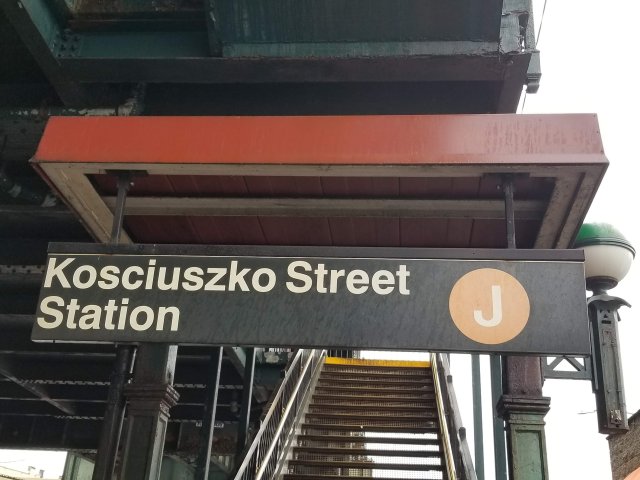 Kosciuszko Street
Station
J